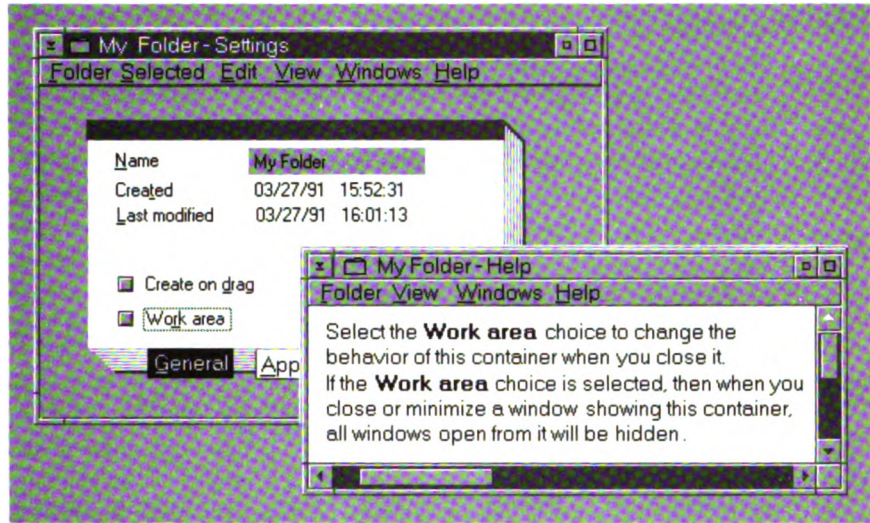 My Folder - Settings
Folder Selected Edit View Windows Help
Name My Folder
Created 03/27/91 15:52:31
Last modified 03/27/91 16:01:13
Create on drag
Work area
General App
My Folder - Help
Folder View Windows Help
Select the Work area choice to change the
behavior of this container when you close it.
If the Work area choice is selected, then when you
close or minimize a window showing this container,
all windows open from it will be hidden.